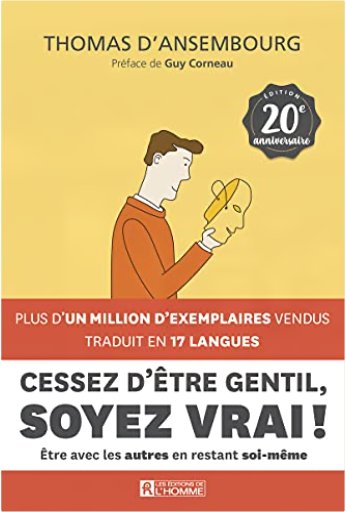 THOMAS D'ANSEMBOURG
Préface de Guy Corneau
ÉDITION
20e
anniversaire
PLUS D'UN MILLION D'EXEMPLAIRES VENDUS
TRADUIT EN 17 LANGUES
CESSEZ D'ÊTRE GENTIL,
SOYEZ VRAI !
Être avec les autres en restant soi-même
LES ÉDITIONS DE
L'HOMME